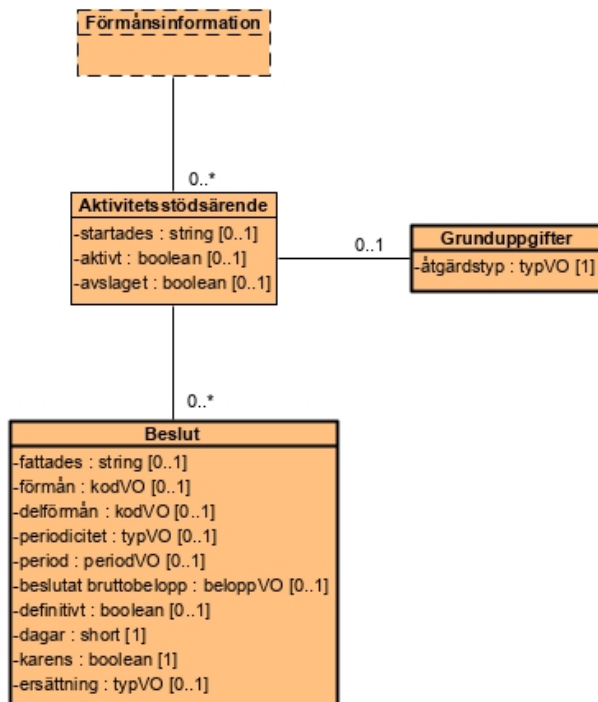 Förmånsinformation
0..*
Aktivitetsstödsärende
-startades : string [0..1]
-aktivt : boolean [0..1]
-avslaget : boolean [0..1]
0..1
Grunduppgifter
-åtgärdstyp : typVO [1]
0..*
Beslut
-fattades : string [0..1]
-förmån : kodVO [0..1]
-delförmån : kodVO [0..1]
-periodicitet : typVO [0..1]
-period : periodVO [0..1]
-beslutat bruttobelopp : beloppVO [0..1]
-definitivt : boolean [0..1]
-dagar : short [1]
-karens : boolean [1]
-ersättning : typVO [0..1]